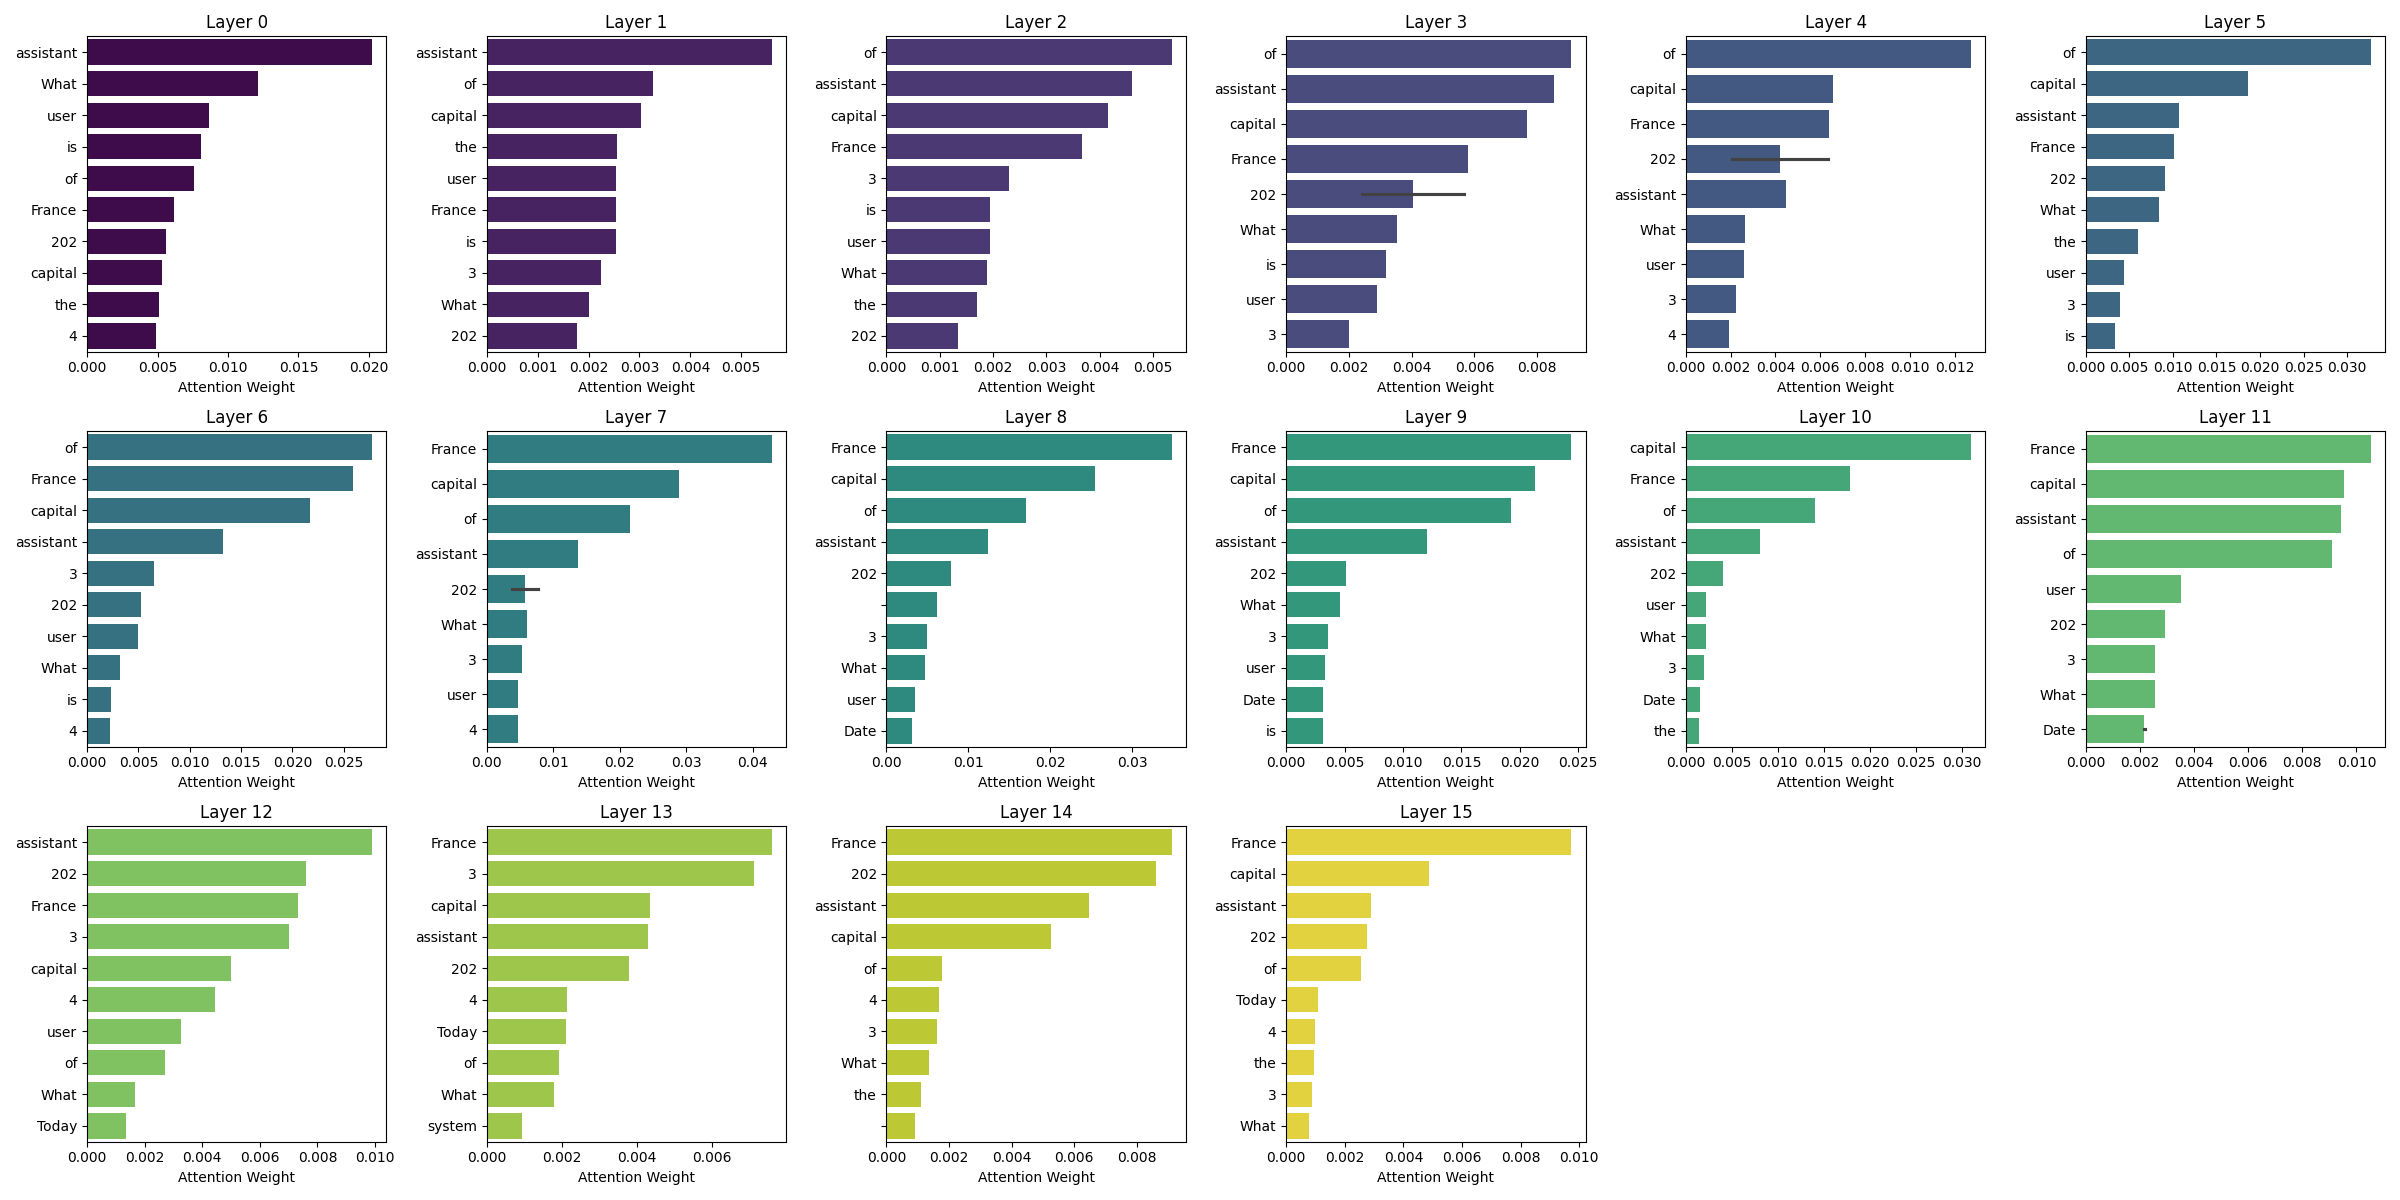 Layer 0
assistant
What
user
is
of
France
202
capital
the
4
0.000 0.005 0.010 0.015 0.020
Attention Weight
Layer 1
assistant
of
capital
the
user
France
is
3
What
202
0.000 0.001 0.002 0.003 0.004 0.005
Attention Weight
Layer 2
of
assistant
capital
France
3
is
user
What
the
202
0.000 0.001 0.002 0.003 0.004 0.005
Attention Weight
Layer 3
of
assistant
capital
France
202
What
is
user
3
0.000 0.002 0.004 0.006 0.008
Attention Weight
Layer 4
of
capital
France
202
assistant
What
user
3
4
0.000 0.002 0.004 0.006 0.008 0.010 0.012
Attention Weight
Layer 5
of
capital
assistant
France
202
What
the
user
3
is
0.000 0.005 0.010 0.015 0.020 0.025 0.030
Attention Weight
Layer 6
of
France
capital
assistant
3
202
user
What
is
4
0.000 0.005 0.010 0.015 0.020 0.025
Attention Weight
Layer 7
France
capital
of
assistant
202
What
3
user
4
0.00 0.01 0.02 0.03 0.04
Attention Weight
Layer 8
France
capital
of
assistant
202
3
What
user
Date
0.00 0.01 0.02 0.03
Attention Weight
Layer 9
France
capital
of
assistant
202
What
3
user
Date
is
0.000 0.005 0.010 0.015 0.020 0.025
Attention Weight
Layer 10
capital
France
of
assistant
202
user
What
3
Date
the
0.000 0.005 0.010 0.015 0.020 0.025 0.030
Attention Weight
Layer 11
France
capital
assistant
of
user
202
3
What
Date
0.000 0.002 0.004 0.006 0.008 0.010
Attention Weight
Layer 12
assistant
202
France
3
capital
4
user
of
What
Today
0.000 0.002 0.004 0.006 0.008 0.010
Attention Weight
Layer 13
France
3
capital
assistant
202
4
Today
of
What
system
0.000 0.002 0.004 0.006
Attention Weight
Layer 14
France
202
assistant
capital
of
4
3
What
the
0.000 0.002 0.004 0.006 0.008
Attention Weight
Layer 15
France
capital
assistant
202
of
Today
4
the
3
What
0.000 0.002 0.004 0.006 0.008 0.010
Attention Weight